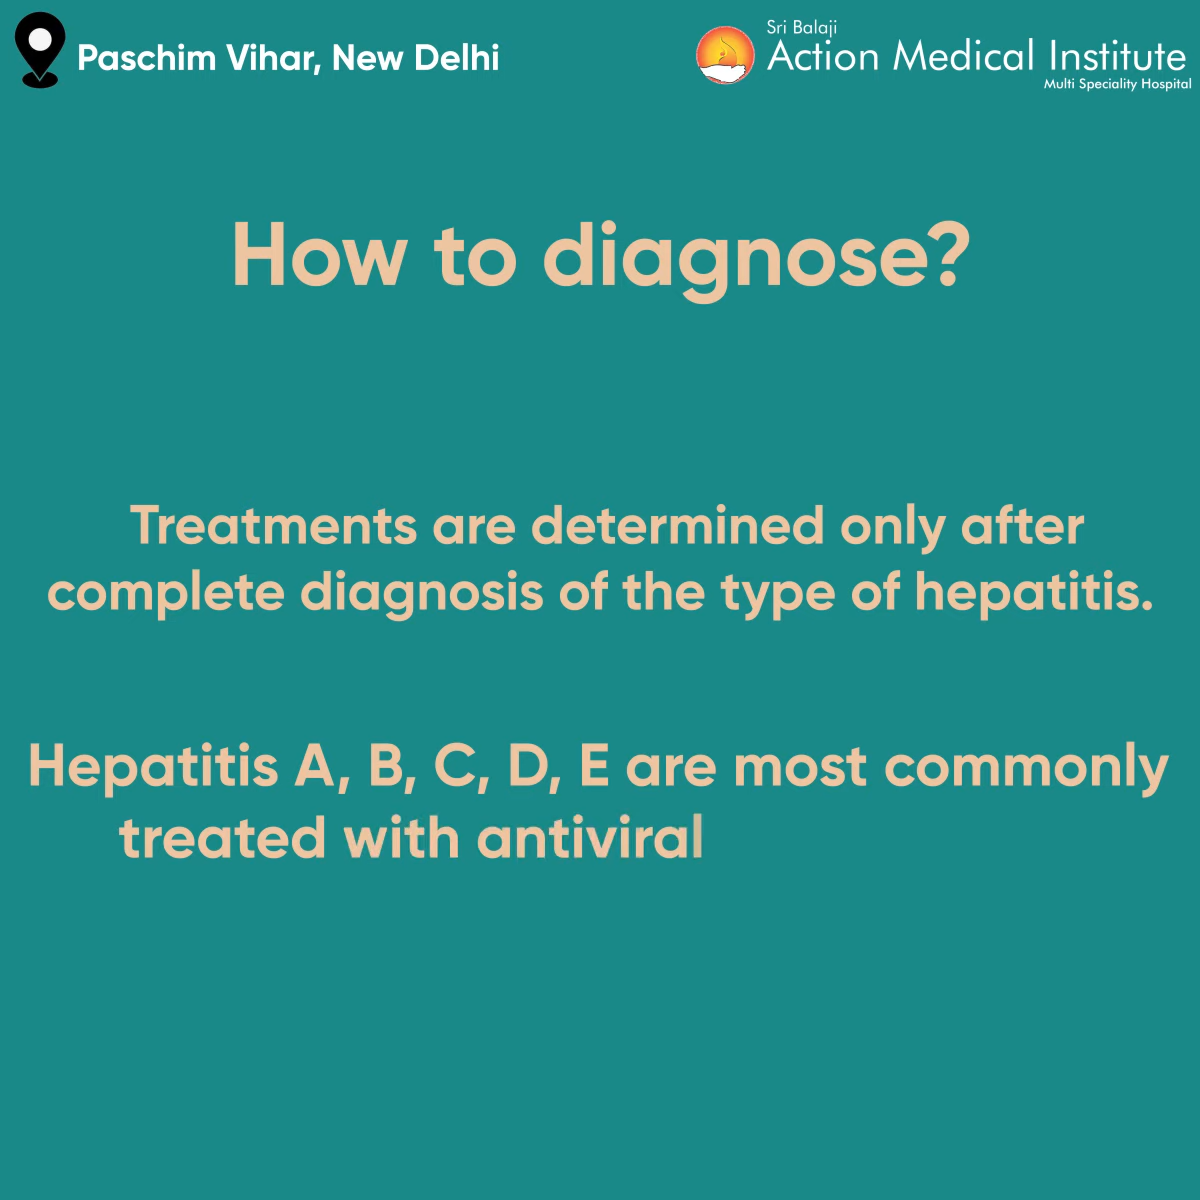 Paschim Vihar, New Delhi
Sri Balaji
Action Medical Institute
Multi Speciality Hospital
How to diagnose?
Treatments are determined only after
complete diagnosis of the type of hepatitis.
Hepatitis A, B, C, D, E are most commonly
treated with antiviral